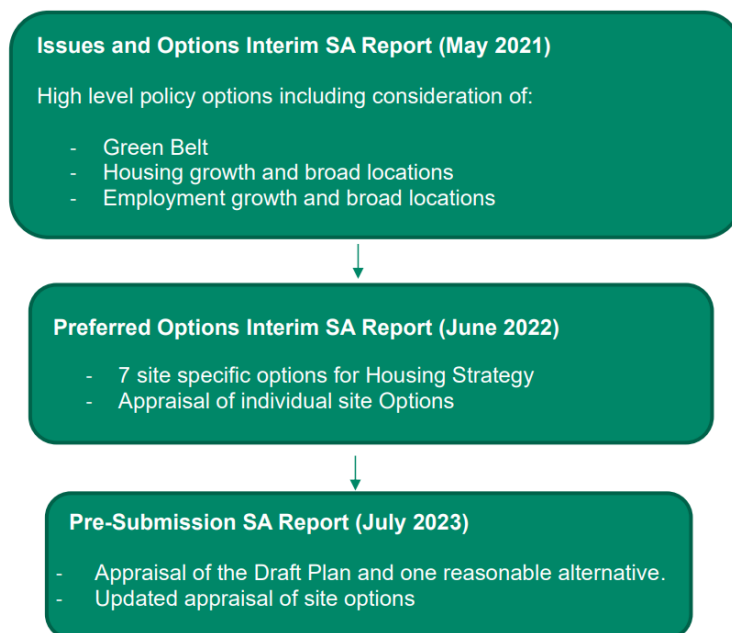 Issues and Options Interim SA Report (May 2021)
High level policy options including consideration of:
- Green Belt
- Housing growth and broad locations
- Employment growth and broad locations
Preferred Options Interim SA Report (June 2022)
- 7 site specific options for Housing Strategy
- Appraisal of individual site Options
Pre-Submission SA Report (July 2023)
- Appraisal of the Draft Plan and one reasonable alternative.
- Updated appraisal of site options